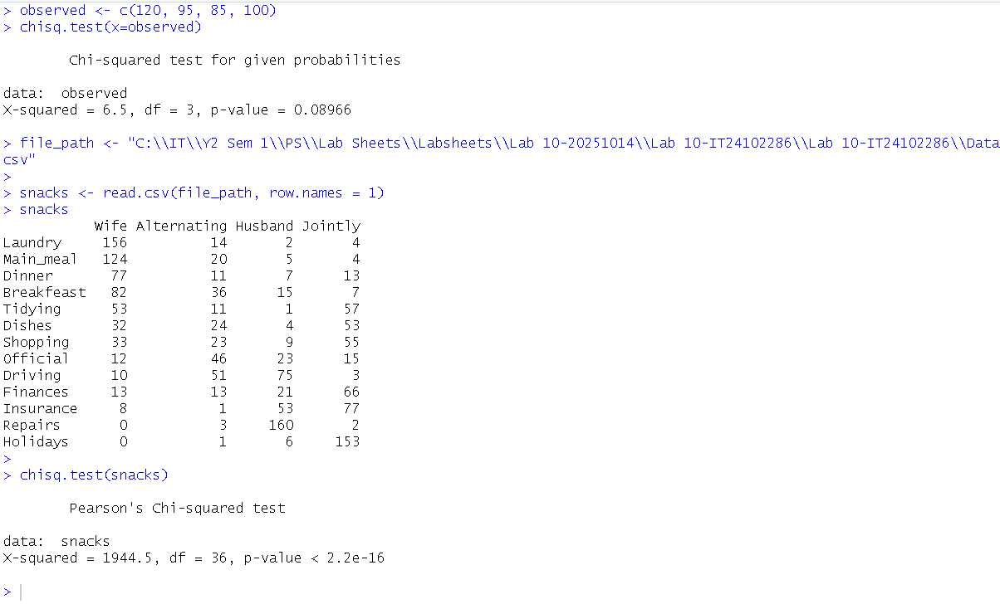 > observed <- c(120, 95, 85, 100)
> chisq.test(x=observed)
        Chi-squared test for given probabilities
data:  observed
X-squared = 6.5, df = 3, p-value = 0.08966
> file_path <- "C:\\IT\\Y2 Sem 1\\PS\\Lab Sheets\\Labsheets\\Lab 10-20251014\\Lab 10-IT24102286\\Lab 10-IT24102286\\Data
csv"
>
> snacks <- read.csv(file_path, row.names = 1)
> snacks
           Wife Alternating Husband Jointly
Laundry     156          14       2       4
Main_meal   124          20       5       4
Dinner       77          11       7      13
Breakfeast   82          36      15       7
Tidying      53          11       1      57
Dishes       32          24       4      53
Shopping     33          23       9      55
Official     12          46      23      15
Driving      10          51      75       3
Finances     13          13      21      66
Insurance     8           1      53      77
Repairs       0           3     160       2
Holidays      0           1       6     153
>
> chisq.test(snacks)
        Pearson's Chi-squared test
data:  snacks
X-squared = 1944.5, df = 36, p-value < 2.2e-16
>